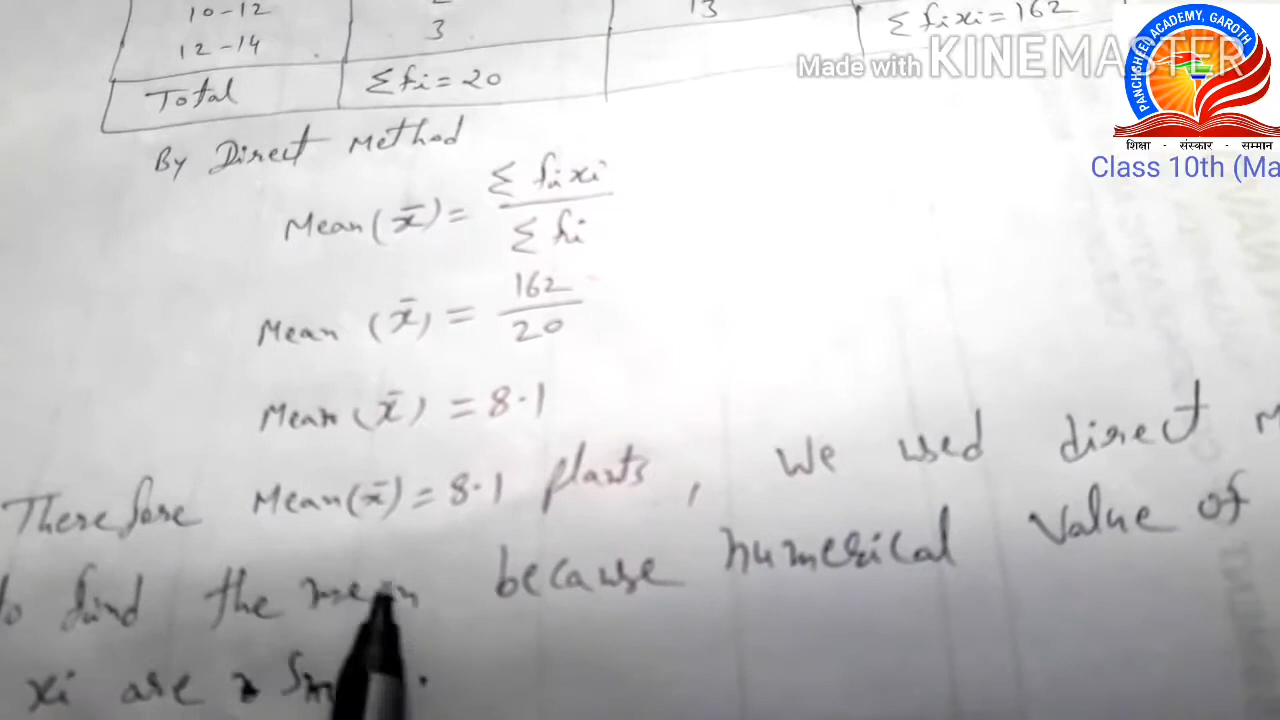 10-12 13 Σfixi = 162
12-14 3
Total Σfi = 20
Made with KINEMASTER
PANCHSHEEL ACADEMY, GAROTH
शिक्षा - संस्कार - सम्मान
Class 10th (Ma
By Direct Method
Mean (x̄) = Σfixi / Σfi
Mean (x̄) = 162 / 20
Mean (x̄) = 8.1
Therefore Mean (x̄) = 8.1 plants, We used direct
to find the mean because numerical value of
xi are